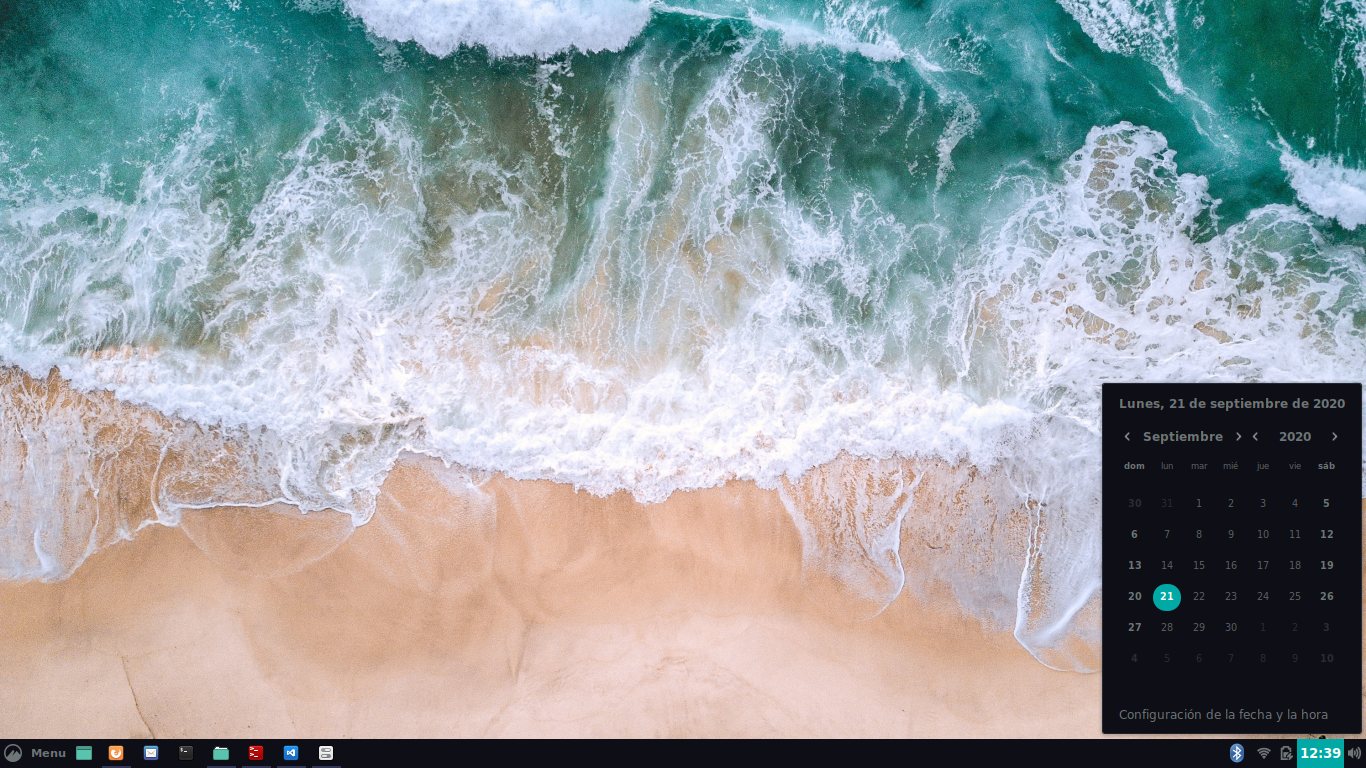 Lunes, 21 de septiembre de 2020
Septiembre 2020
dom lun mar mié jue vie sáb
30 31 1 2 3 4 5
6 7 8 9 10 11 12
13 14 15 16 17 18 19
20 21 22 23 24 25 26
27 28 29 30 1 2 3
4 5 6 7 8 9 10
Configuración de la fecha y la hora
Menu 12:39